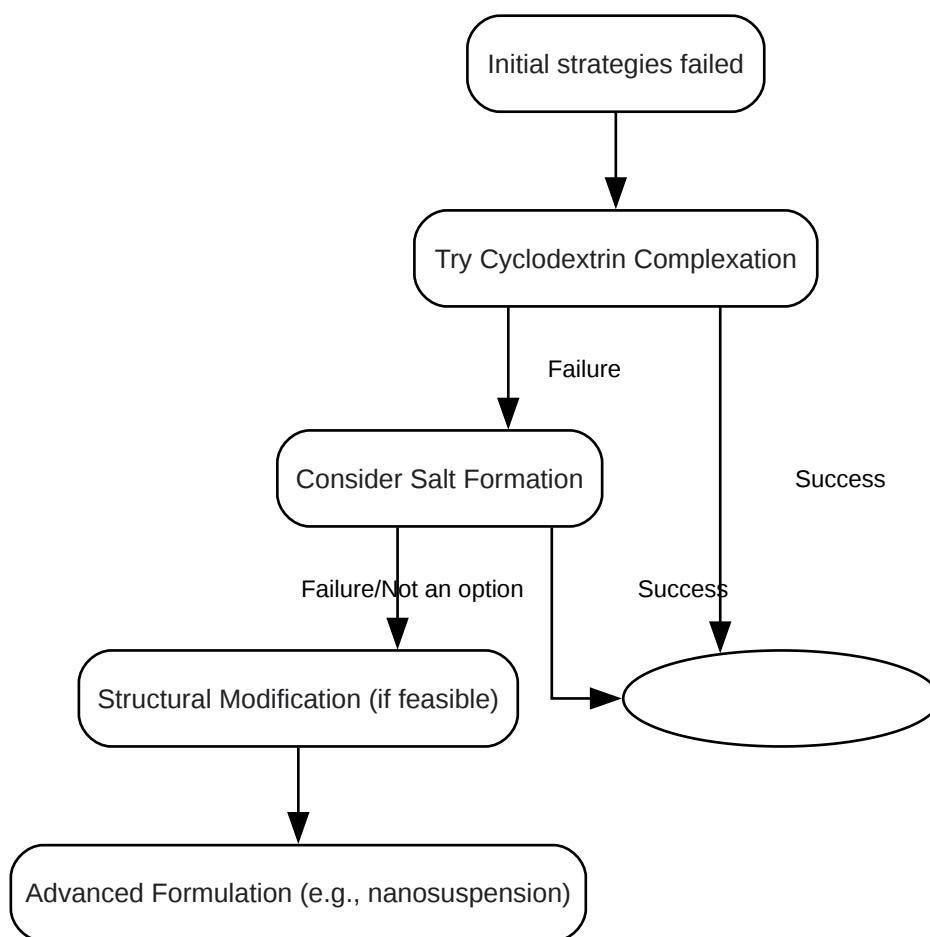 Initial strategies failed
Try Cyclodextrin Complexation
Failure
Consider Salt Formation
Success
Failure/Not an option
Success
Structural Modification (if feasible)
Advanced Formulation (e.g., nanosuspension)